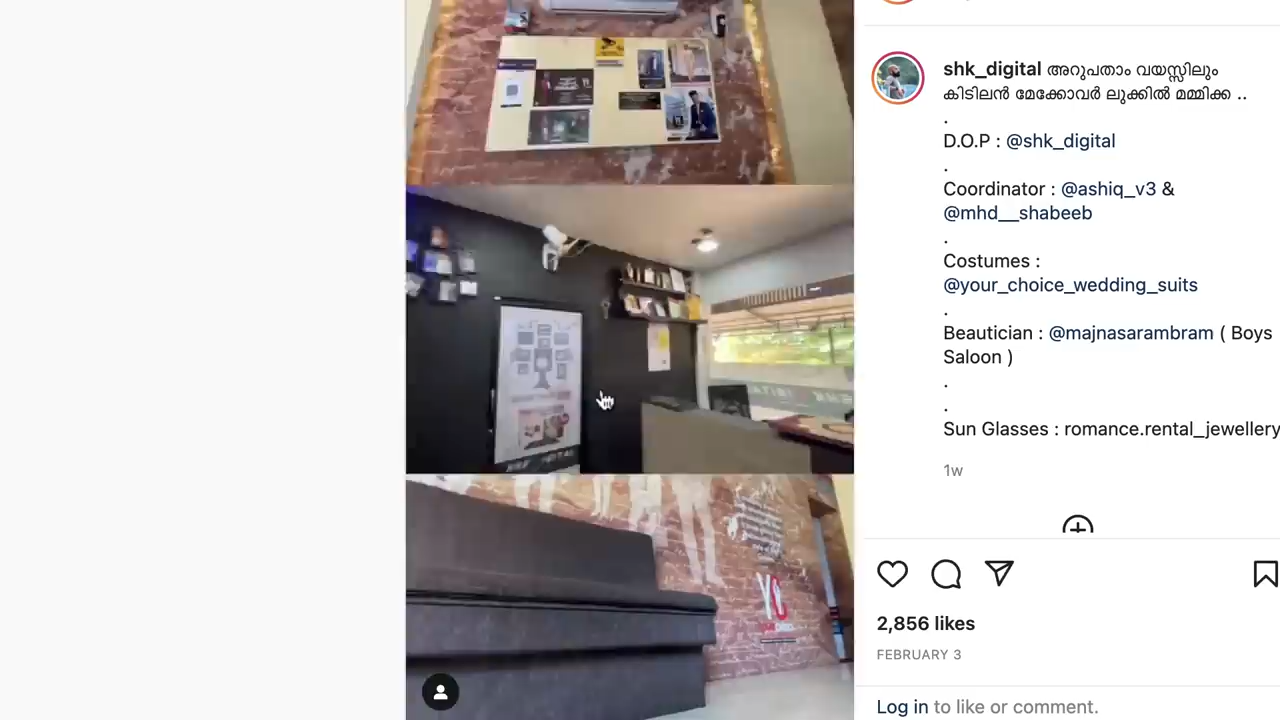 shk_digital അറുപതാം വയസ്സിലും
കിടിലൻ മേക്കോവർ ലുക്കിൽ മമ്മിക്ക ..
.
D.O.P : @shk_digital
.
Coordinator : @ashiq_v3 &
@mhd__shabeeb
.
Costumes :
@your_choice_wedding_suits
.
Beautician : @majnasarambram ( Boys
Saloon )
.
.
Sun Glasses : romance.rental_jewellery
1w
2,856 likes
FEBRUARY 3
Log in to like or comment.